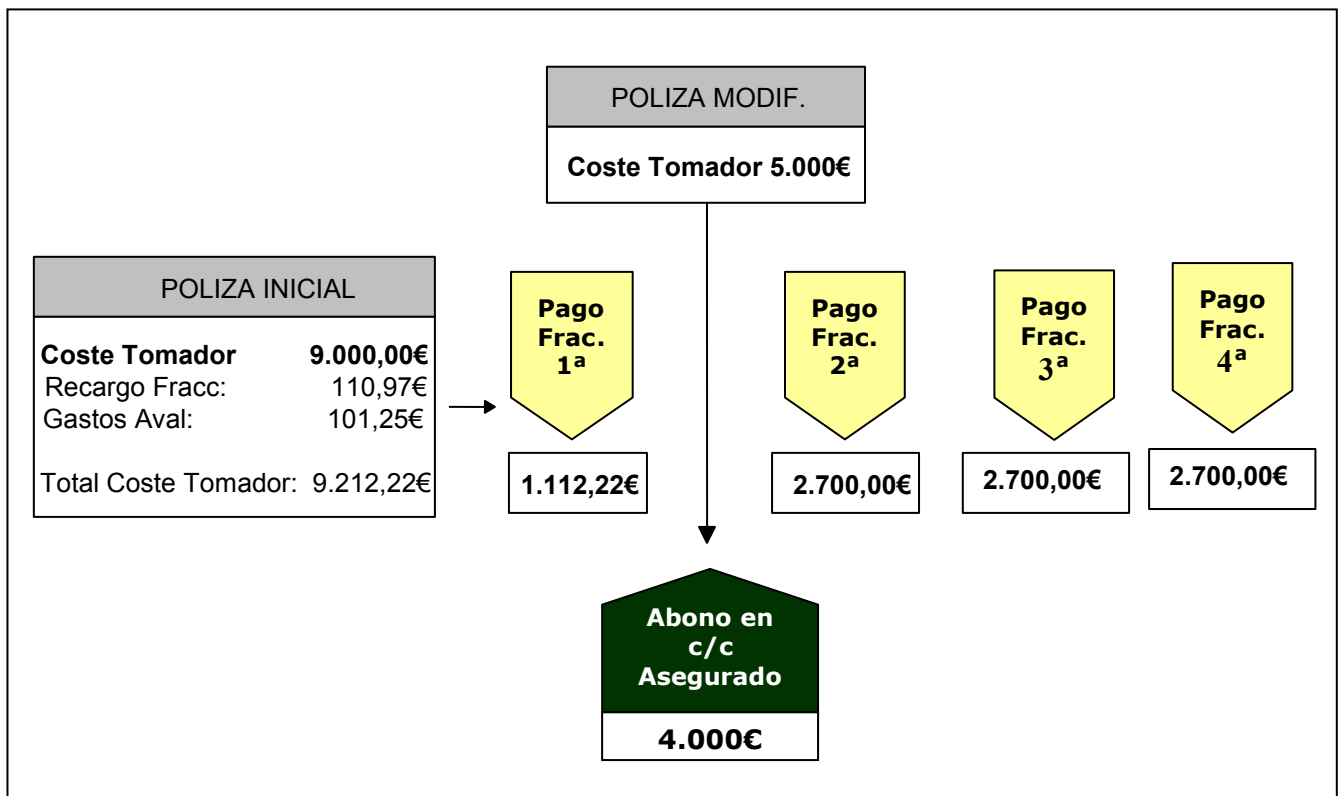 POLIZA MODIF.
Coste Tomador 5.000€
POLIZA INICIAL
Coste Tomador 9.000,00€
Recargo Fracc: 110,97€
Gastos Aval: 101,25€
Total Coste Tomador: 9.212,22€
Pago
Frac.
1ª
1.112,22€
Pago
Frac.
2ª
2.700,00€
Pago
Frac.
3ª
2.700,00€
Pago
Frac.
4ª
2.700,00€
Abono en
c/c
Asegurado
4.000€